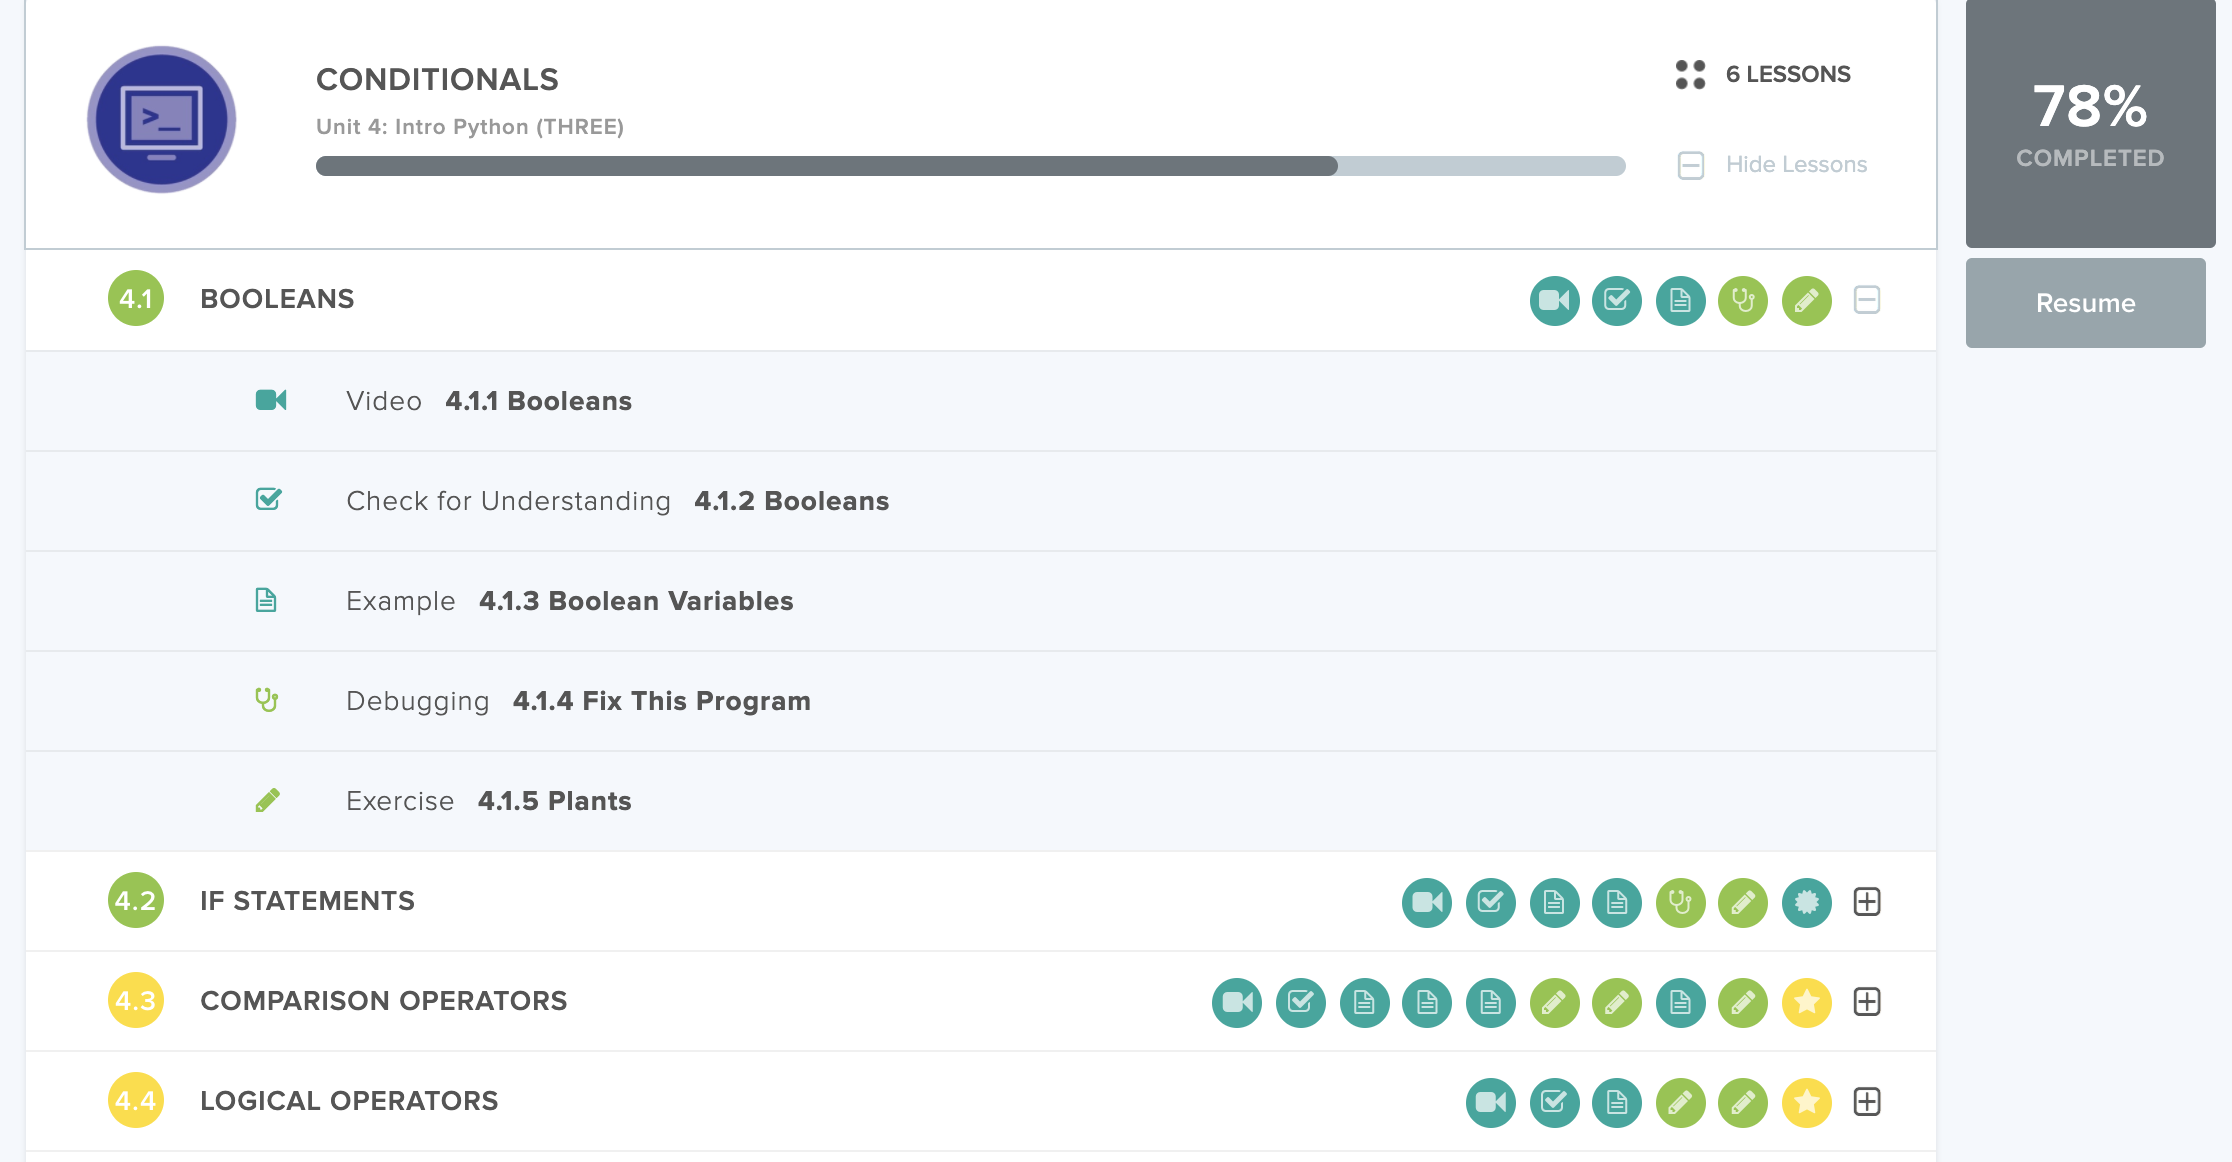 CONDITIONALS
Unit 4: Intro Python (THREE)
6 LESSONS
Hide Lessons
78%
COMPLETED
Resume
4.1 BOOLEANS
Video 4.1.1 Booleans
Check for Understanding 4.1.2 Booleans
Example 4.1.3 Boolean Variables
Debugging 4.1.4 Fix This Program
Exercise 4.1.5 Plants
4.2 IF STATEMENTS
4.3 COMPARISON OPERATORS
4.4 LOGICAL OPERATORS